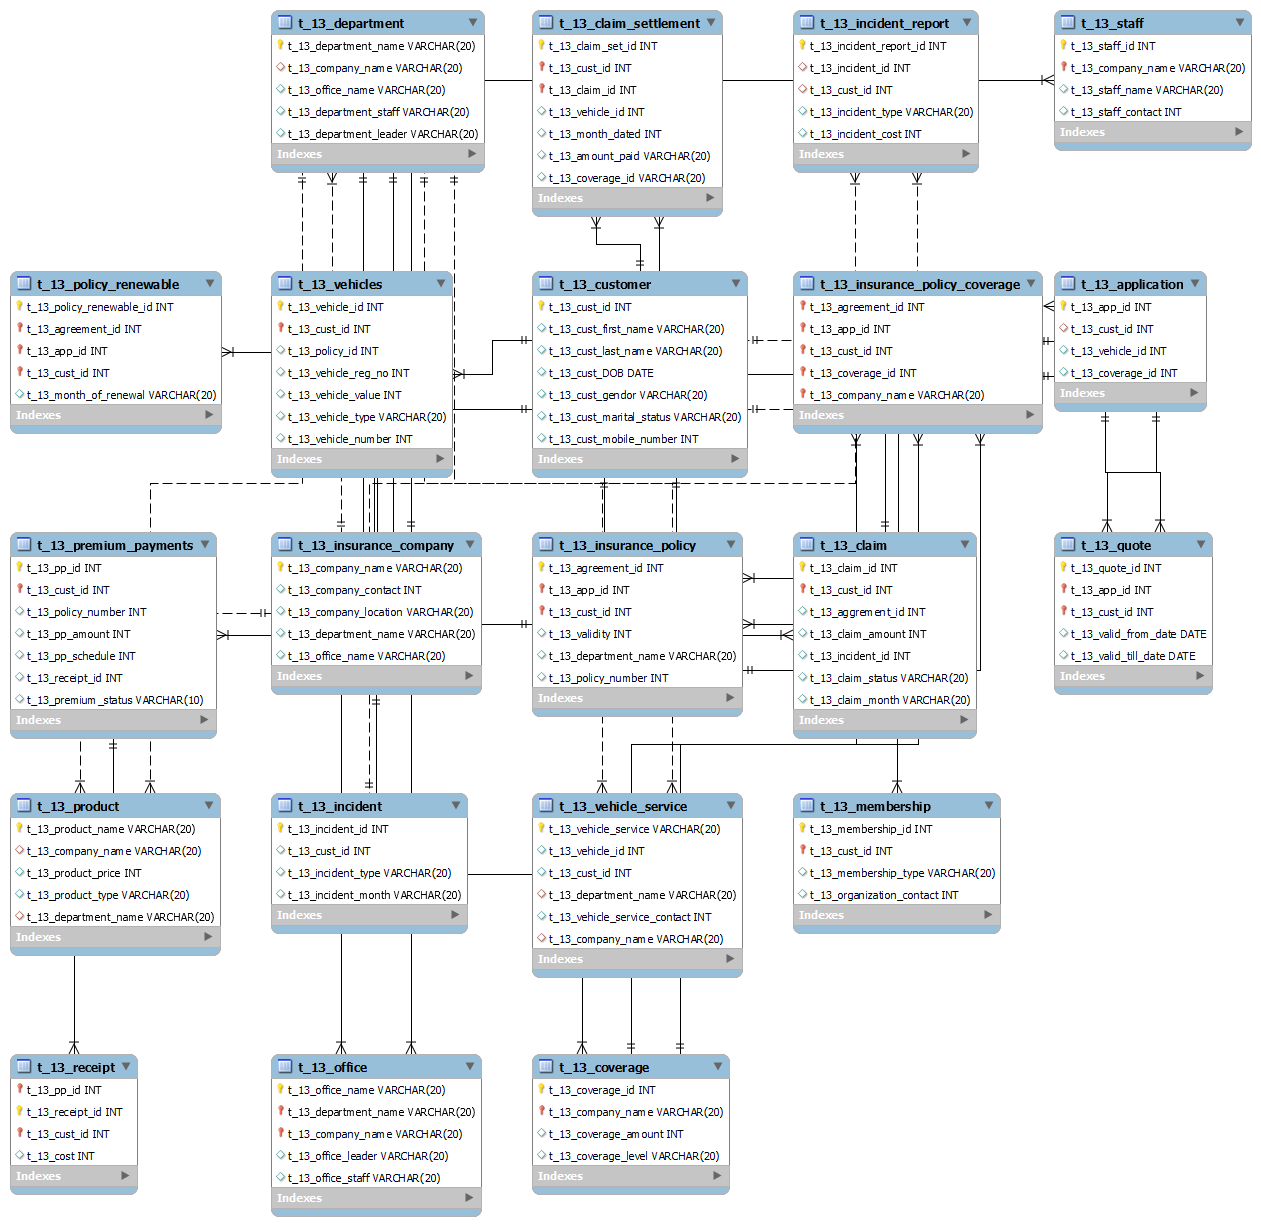 t_13_department
t_13_department_name VARCHAR(20)
t_13_company_name VARCHAR(20)
t_13_office_name VARCHAR(20)
t_13_department_staff VARCHAR(20)
t_13_department_leader VARCHAR(20)
Indexes
t_13_claim_settlement
t_13_claim_set_id INT
t_13_cust_id INT
t_13_claim_id INT
t_13_vehicle_id INT
t_13_month_dated INT
t_13_amount_paid VARCHAR(20)
t_13_coverage_id VARCHAR(20)
Indexes
t_13_incident_report
t_13_incident_report_id INT
t_13_incident_id INT
t_13_cust_id INT
t_13_incident_type VARCHAR(20)
t_13_incident_cost INT
Indexes
t_13_staff
t_13_staff_id INT
t_13_company_name VARCHAR(20)
t_13_staff_name VARCHAR(20)
t_13_staff_contact INT
Indexes
t_13_policy_renewable
t_13_policy_renewable_id INT
t_13_agreement_id INT
t_13_app_id INT
t_13_cust_id INT
t_13_month_of_renewal VARCHAR(20)
Indexes
t_13_vehicles
t_13_vehicle_id INT
t_13_cust_id INT
t_13_policy_id INT
t_13_vehicle_reg_no INT
t_13_vehicle_value INT
t_13_vehicle_type VARCHAR(20)
t_13_vehicle_number INT
Indexes
t_13_customer
t_13_cust_id INT
t_13_cust_first_name VARCHAR(20)
t_13_cust_last_name VARCHAR(20)
t_13_cust_DOB DATE
t_13_cust_gendor VARCHAR(20)
t_13_cust_marital_status VARCHAR(20)
t_13_cust_mobile_number INT
Indexes
t_13_insurance_policy_coverage
t_13_agreement_id INT
t_13_app_id INT
t_13_cust_id INT
t_13_coverage_id INT
t_13_company_name VARCHAR(20)
Indexes
t_13_application
t_13_app_id INT
t_13_cust_id INT
t_13_vehicle_id INT
t_13_coverage_id INT
Indexes
t_13_premium_payments
t_13_pp_id INT
t_13_cust_id INT
t_13_policy_number INT
t_13_pp_amount INT
t_13_pp_schedule INT
t_13_receipt_id INT
t_13_premium_status VARCHAR(10)
Indexes
t_13_insurance_company
t_13_company_name VARCHAR(20)
t_13_company_contact INT
t_13_company_location VARCHAR(20)
t_13_department_name VARCHAR(20)
t_13_office_name VARCHAR(20)
Indexes
t_13_insurance_policy
t_13_agreement_id INT
t_13_app_id INT
t_13_cust_id INT
t_13_validity INT
t_13_department_name VARCHAR(20)
t_13_policy_number INT
Indexes
t_13_claim
t_13_claim_id INT
t_13_cust_id INT
t_13_aggrement_id INT
t_13_claim_amount INT
t_13_incident_id INT
t_13_claim_status VARCHAR(20)
t_13_claim_month VARCHAR(20)
Indexes
t_13_quote
t_13_quote_id INT
t_13_app_id INT
t_13_cust_id INT
t_13_valid_from_date DATE
t_13_valid_till_date DATE
Indexes
t_13_product
t_13_product_name VARCHAR(20)
t_13_company_name VARCHAR(20)
t_13_product_price INT
t_13_product_type VARCHAR(20)
t_13_department_name VARCHAR(20)
Indexes
t_13_incident
t_13_incident_id INT
t_13_cust_id INT
t_13_incident_type VARCHAR(20)
t_13_incident_month VARCHAR(20)
Indexes
t_13_vehicle_service
t_13_vehicle_service VARCHAR(20)
t_13_vehicle_id INT
t_13_cust_id INT
t_13_department_name VARCHAR(20)
t_13_vehicle_service_contact INT
t_13_company_name VARCHAR(20)
Indexes
t_13_membership
t_13_membership_id INT
t_13_cust_id INT
t_13_membership_type VARCHAR(20)
t_13_organization_contact INT
Indexes
t_13_receipt
t_13_pp_id INT
t_13_receipt_id INT
t_13_cust_id INT
t_13_cost INT
Indexes
t_13_office
t_13_office_name VARCHAR(20)
t_13_department_name VARCHAR(20)
t_13_company_name VARCHAR(20)
t_13_office_leader VARCHAR(20)
t_13_office_staff VARCHAR(20)
Indexes
t_13_coverage
t_13_coverage_id INT
t_13_company_name VARCHAR(20)
t_13_coverage_amount INT
t_13_coverage_level VARCHAR(20)
Indexes